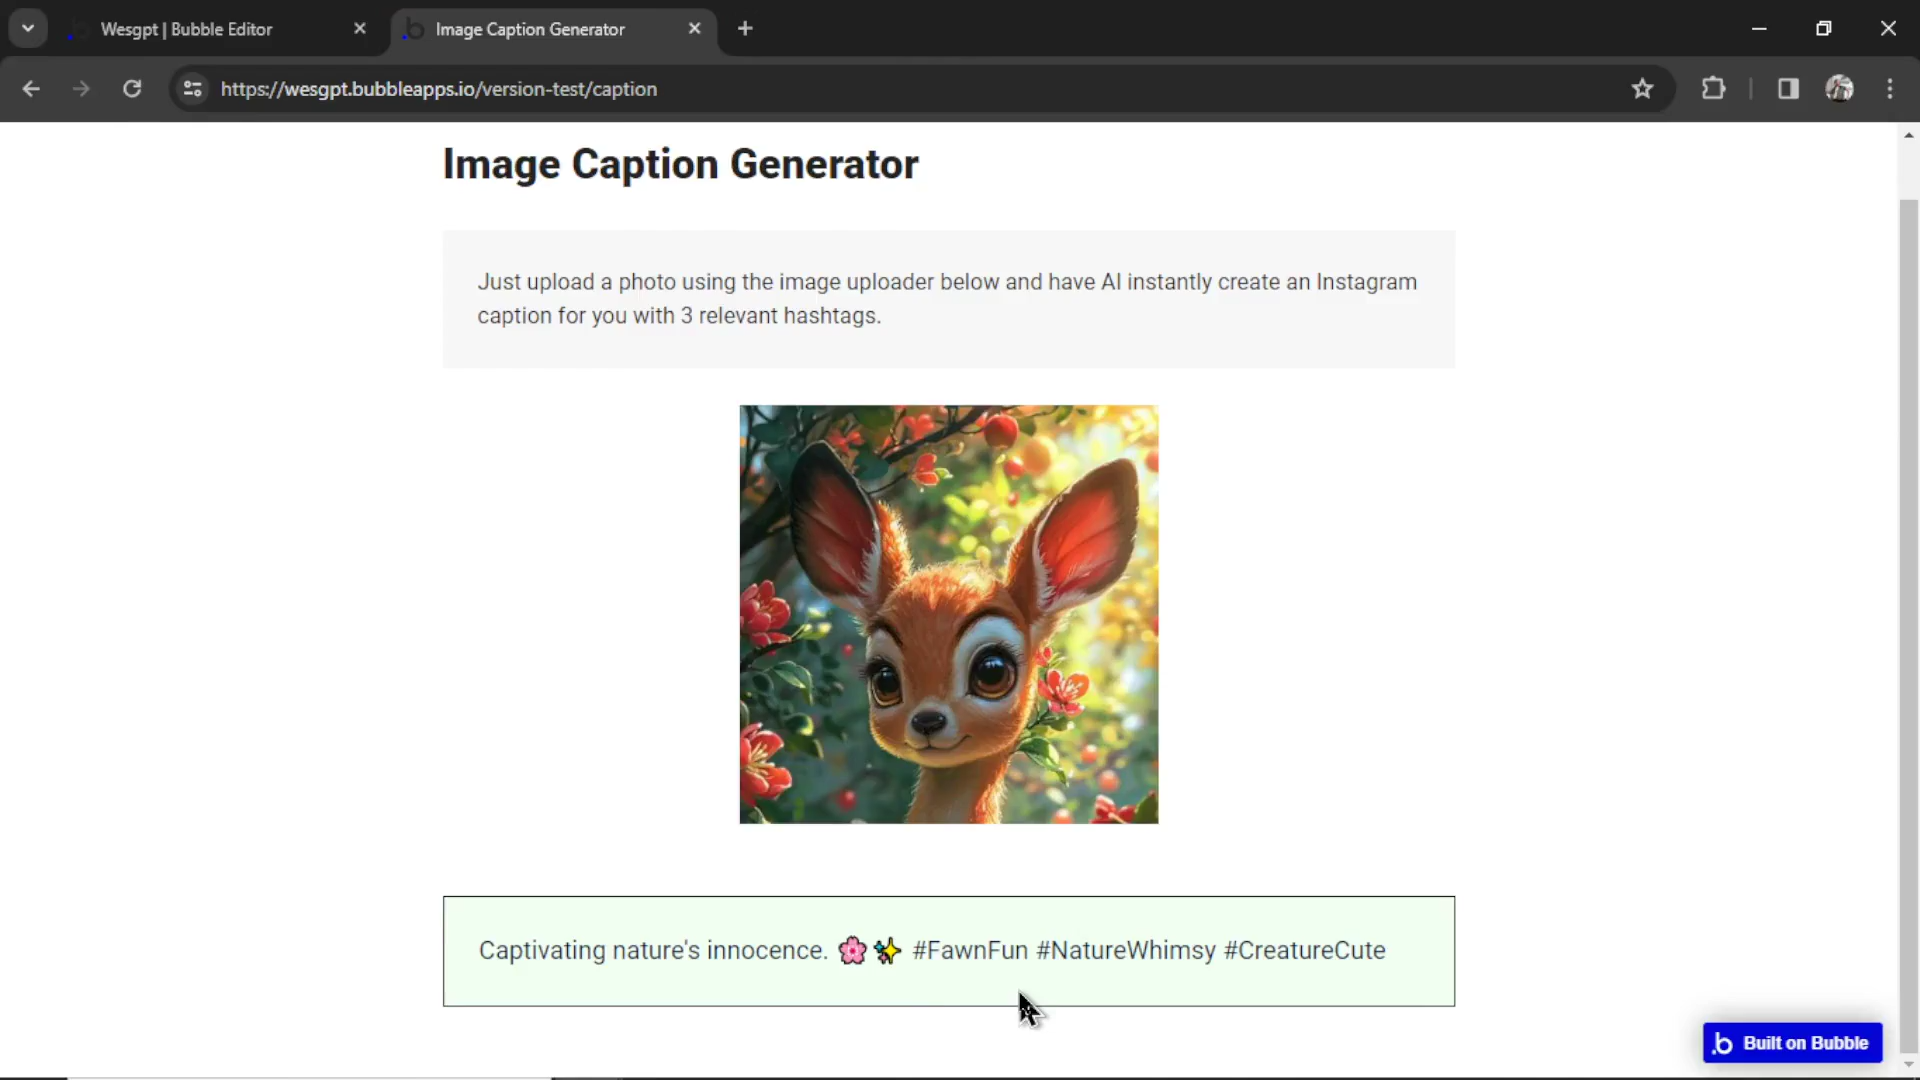 Wesgpt | Bubble Editor
Image Caption Generator
https://wesgpt.bubbleapps.io/version-test/caption
Image Caption Generator
Just upload a photo using the image uploader below and have AI instantly create an Instagram
caption for you with 3 relevant hashtags.
Captivating nature's innocence. 🌸✨ #FawnFun #NatureWhimsy #CreatureCute
.b Built on Bubble